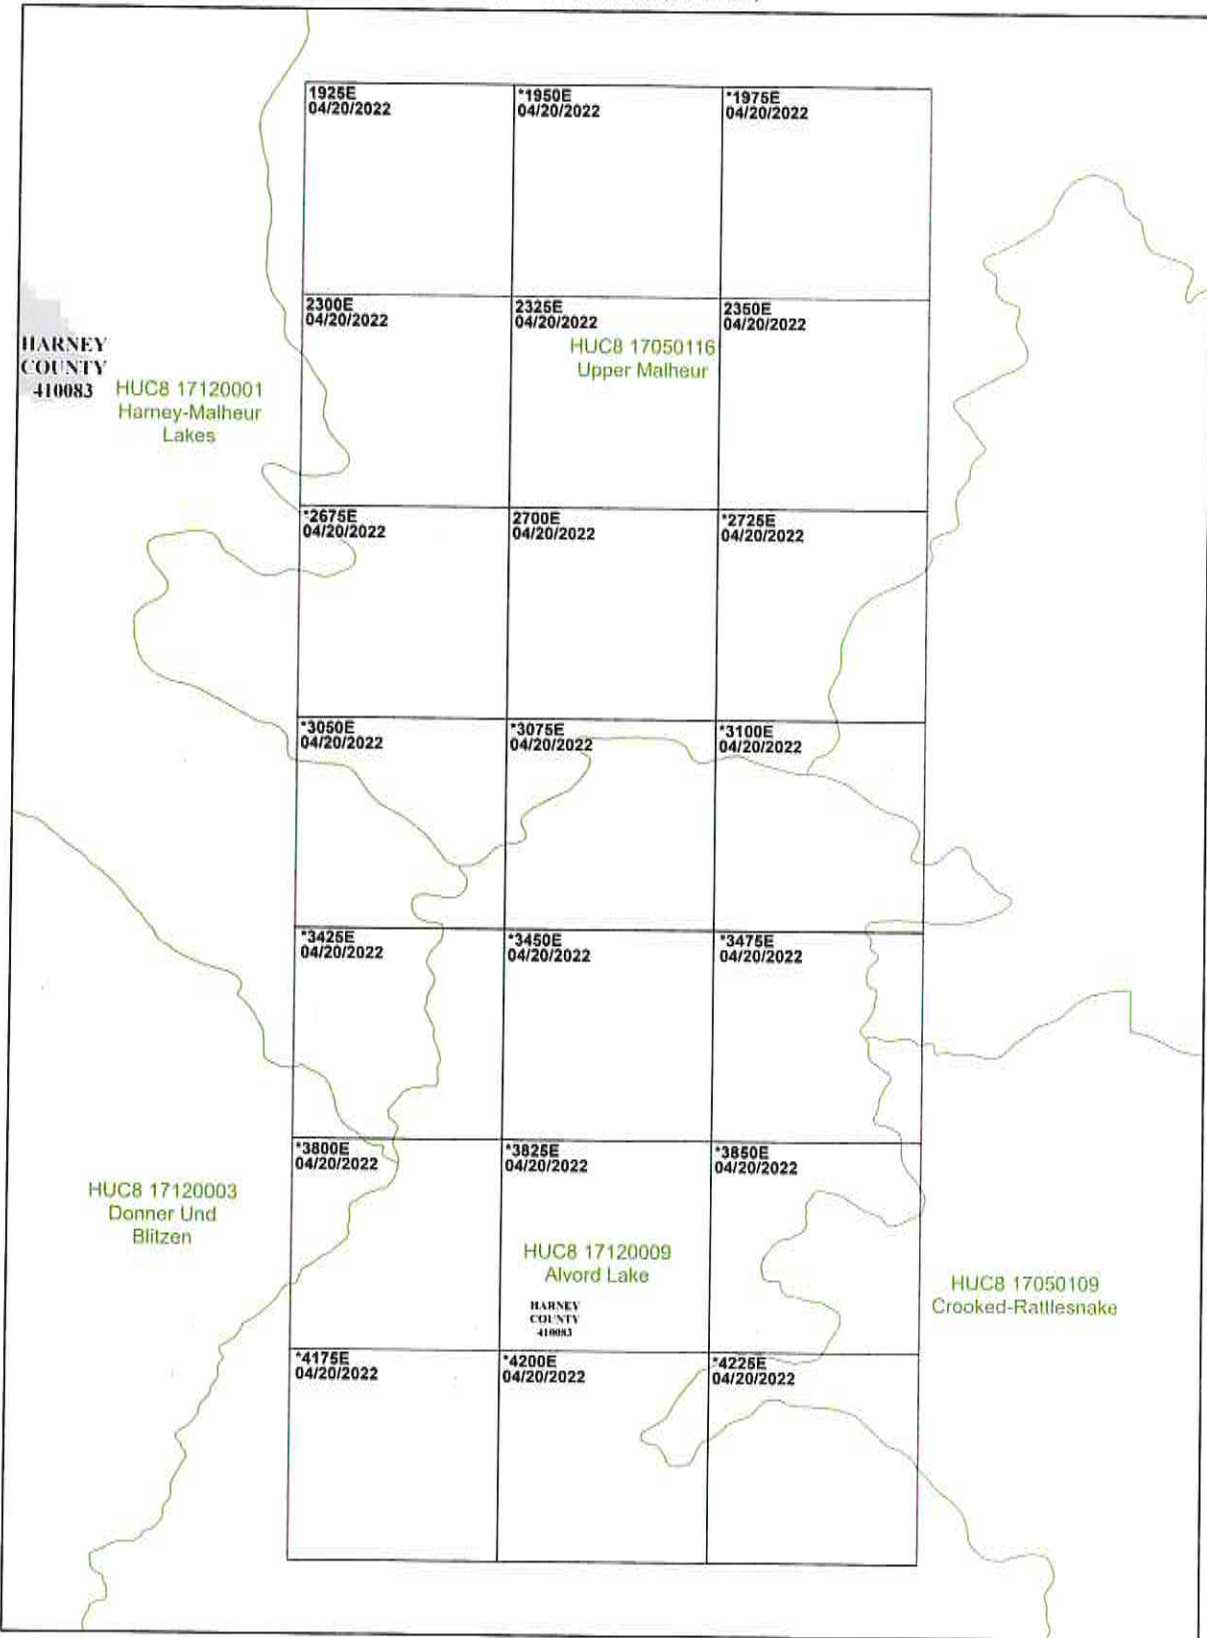 1925E
04/20/2022
*1950E
04/20/2022
*1975E
04/20/2022
2300E
04/20/2022
2325E
04/20/2022
2350E
04/20/2022
HUC8 17050116
Upper Malheur
HARNEY
COUNTY
410083
HUC8 17120001
Harney-Malheur
Lakes
*2675E
04/20/2022
2700E
04/20/2022
*2725E
04/20/2022
*3050E
04/20/2022
*3075E
04/20/2022
*3100E
04/20/2022
*3425E
04/20/2022
*3450E
04/20/2022
*3475E
04/20/2022
*3800E
04/20/2022
*3825E
04/20/2022
*3850E
04/20/2022
HUC8 17120003
Donner Und
Blitzen
HUC8 17120009
Alvord Lake
HARNEY
COUNTY
410083
HUC8 17050109
Crooked-Rattlesnake
*4175E
04/20/2022
*4200E
04/20/2022
*4225E
04/20/2022